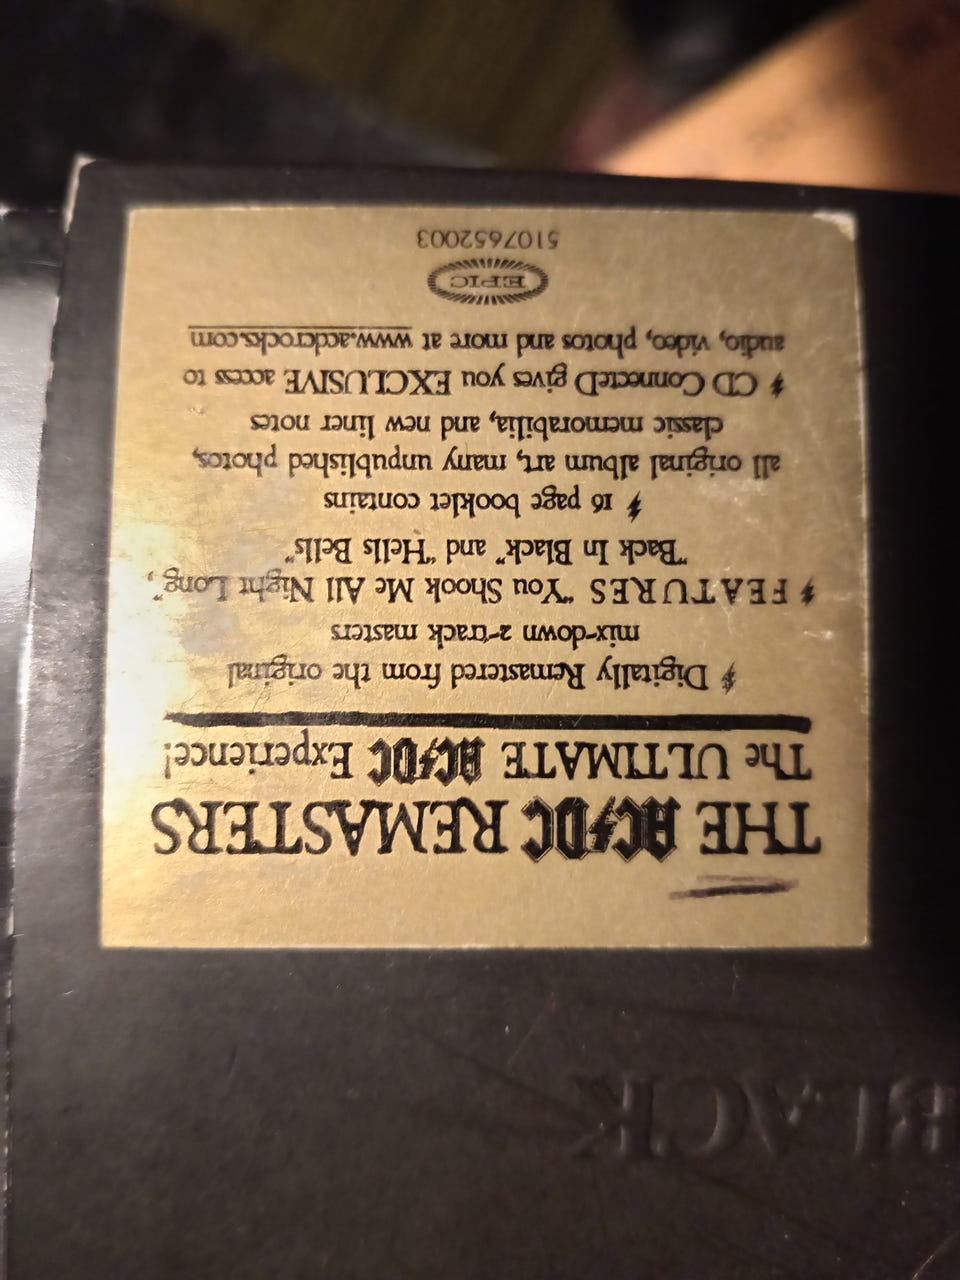 BLACK
THE AC/DC REMASTERS
The ULTIMATE AC/DC Experience!
Digitally Remastered from the original
mix-down 2-track masters
FEATURES "You Shook Me All Night Long",
"Back In Black" and "Hells Bells"
16 page booklet contains
all original album art, many unpublished photos,
classic memorabilia, and new liner notes
CD ConnecteD gives you EXCLUSIVE access to
audio, video, photos and more at www.acdcrocks.com
EPIC
5107652003